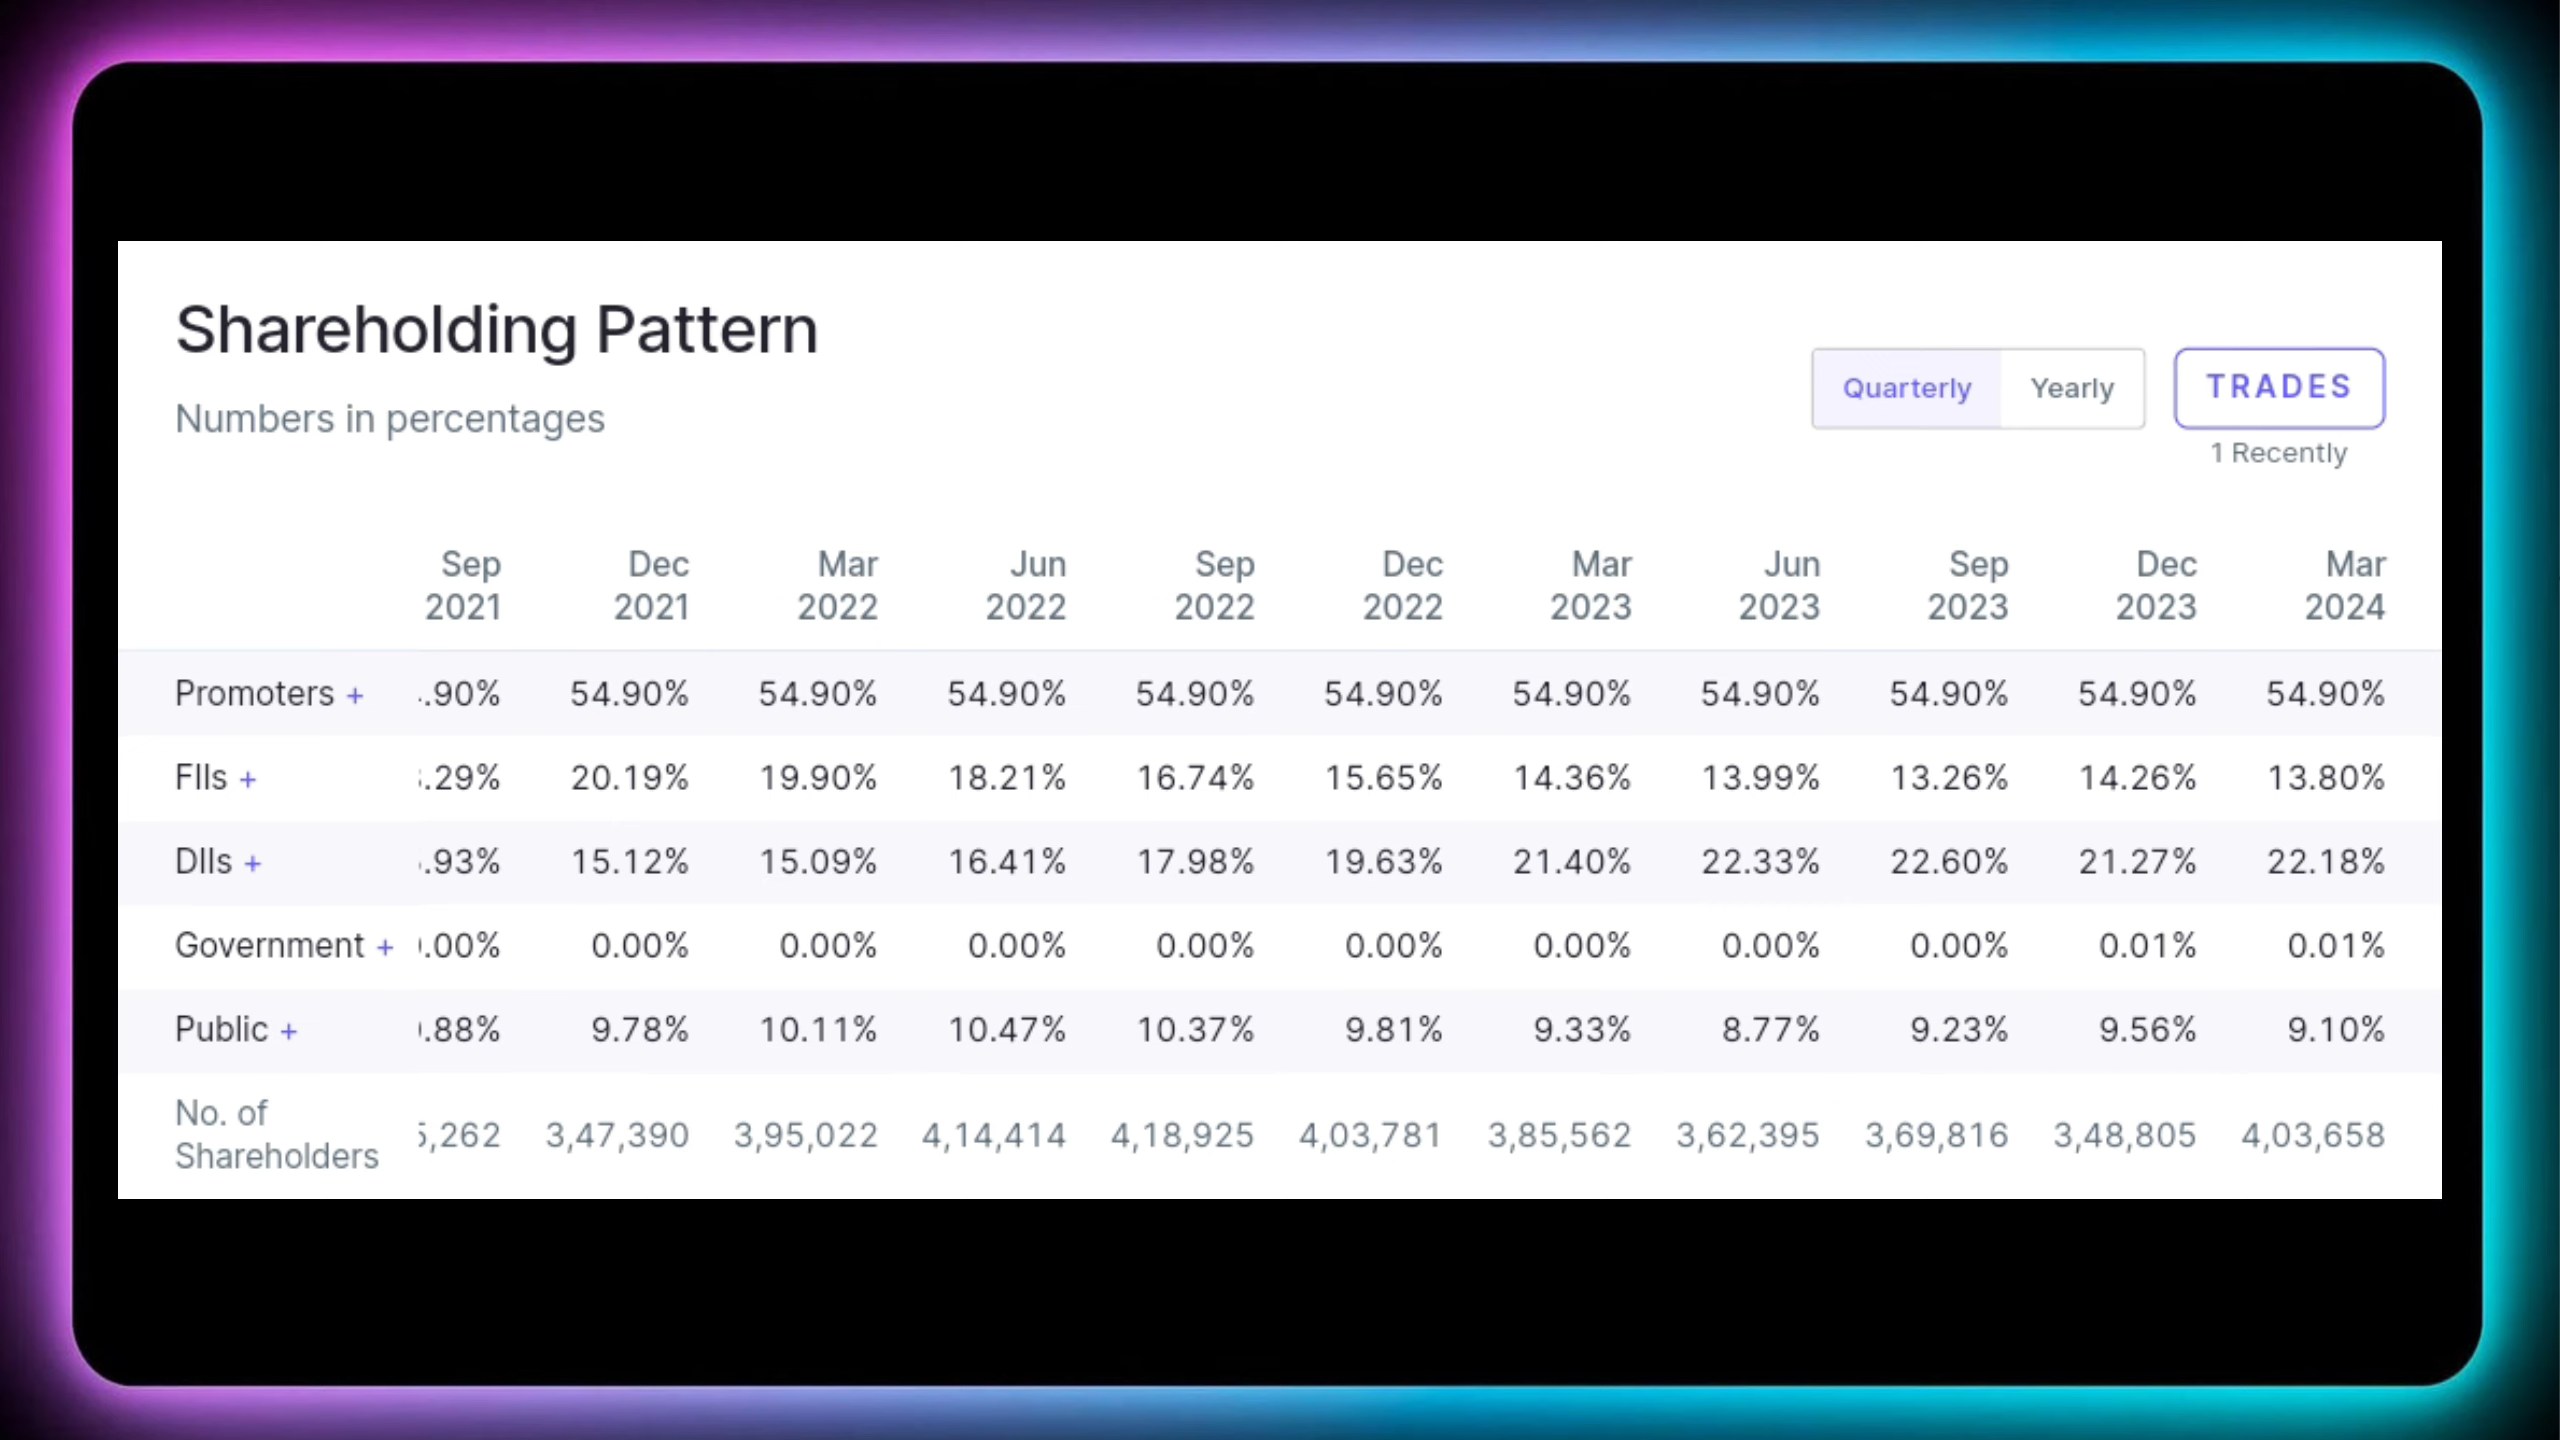 Shareholding Pattern
Numbers in percentages
Quarterly Yearly TRADES
1 Recently
Sep 2021 Dec 2021 Mar 2022 Jun 2022 Sep 2022 Dec 2022 Mar 2023 Jun 2023 Sep 2023 Dec 2023 Mar 2024
Promoters + .90% 54.90% 54.90% 54.90% 54.90% 54.90% 54.90% 54.90% 54.90% 54.90% 54.90%
FIIs + .29% 20.19% 19.90% 18.21% 16.74% 15.65% 14.36% 13.99% 13.26% 14.26% 13.80%
DIIs + .93% 15.12% 15.09% 16.41% 17.98% 19.63% 21.40% 22.33% 22.60% 21.27% 22.18%
Government + .00% 0.00% 0.00% 0.00% 0.00% 0.00% 0.00% 0.00% 0.00% 0.01% 0.01%
Public + .88% 9.78% 10.11% 10.47% 10.37% 9.81% 9.33% 8.77% 9.23% 9.56% 9.10%
No. of Shareholders 5,262 3,47,390 3,95,022 4,14,414 4,18,925 4,03,781 3,85,562 3,62,395 3,69,816 3,48,805 4,03,658